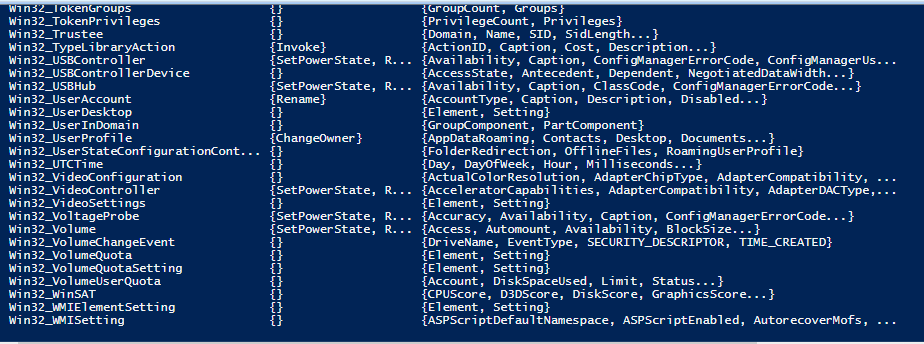 Win32_TokenGroups {} {GroupCount, Groups}
Win32_TokenPrivileges {} {PrivilegeCount, Privileges}
Win32_Trustee {} {Domain, Name, SID, SidLength...}
Win32_TypeLibraryAction {Invoke} {ActionID, Caption, Cost, Description...}
Win32_USBController {SetPowerState, R... {Availability, Caption, ConfigManagerErrorCode, ConfigManagerUs...
Win32_USBControllerDevice {} {AccessState, Antecedent, Dependent, NegotiatedDataWidth...}
Win32_USBHub {SetPowerState, R... {Availability, Caption, ClassCode, ConfigManagerErrorCode...}
Win32_UserAccount {Rename} {AccountType, Caption, Description, Disabled...}
Win32_UserDesktop {} {Element, Setting}
Win32_UserInDomain {} {GroupComponent, PartComponent}
Win32_UserProfile {ChangeOwner} {AppDataRoaming, Contacts, Desktop, Documents...}
Win32_UserStateConfigurationCont... {} {FolderRedirection, OfflineFiles, RoamingUserProfile}
Win32_UTCTime {} {Day, DayOfWeek, Hour, Milliseconds...}
Win32_VideoConfiguration {} {ActualColorResolution, AdapterChipType, AdapterCompatibility, ...
Win32_VideoController {SetPowerState, R... {AcceleratorCapabilities, AdapterCompatibility, AdapterDACType,...
Win32_VideoSettings {} {Element, Setting}
Win32_VoltageProbe {SetPowerState, R... {Accuracy, Availability, Caption, ConfigManagerErrorCode...}
Win32_Volume {SetPowerState, R... {Access, Automount, Availability, BlockSize...}
Win32_VolumeChangeEvent {} {DriveName, EventType, SECURITY_DESCRIPTOR, TIME_CREATED}
Win32_VolumeQuota {} {Element, Setting}
Win32_VolumeQuotaSetting {} {Element, Setting}
Win32_VolumeUserQuota {} {Account, DiskSpaceUsed, Limit, Status...}
Win32_WinSAT {} {CPUScore, D3DScore, DiskScore, GraphicsScore...}
Win32_WMIElementSetting {} {Element, Setting}
Win32_WMISetting {} {ASPScriptDefaultNamespace, ASPScriptEnabled, AutorecoverMofs, ...